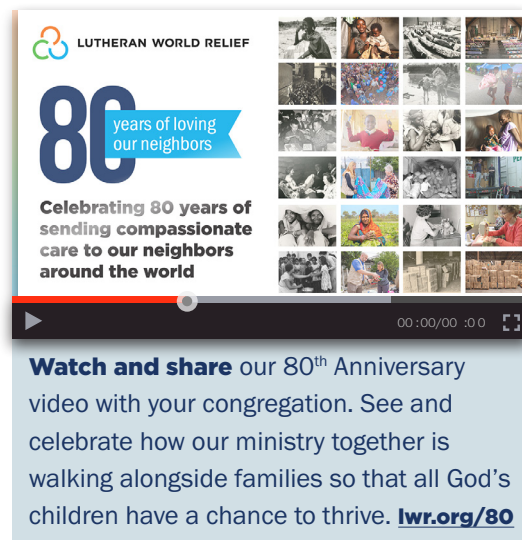 LUTHERAN WORLD RELIEF
80
years of loving
our neighbors
Celebrating 80 years of
sending compassionate
care to our neighbors
around the world
00:00/00:00
Watch and share our 80th Anniversary
video with your congregation. See and
celebrate how our ministry together is
walking alongside families so that all God's
children have a chance to thrive. lwr.org/80